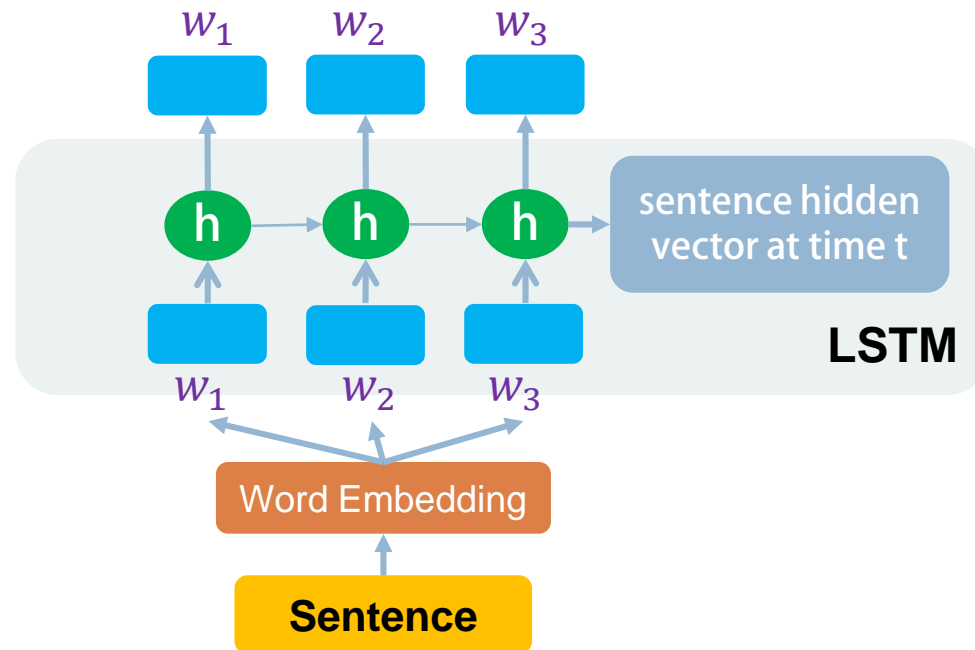 w₁ w₂ w₃
h h h
sentence hidden
vector at time t
LSTM
w₁ w₂ w₃
Word Embedding
Sentence